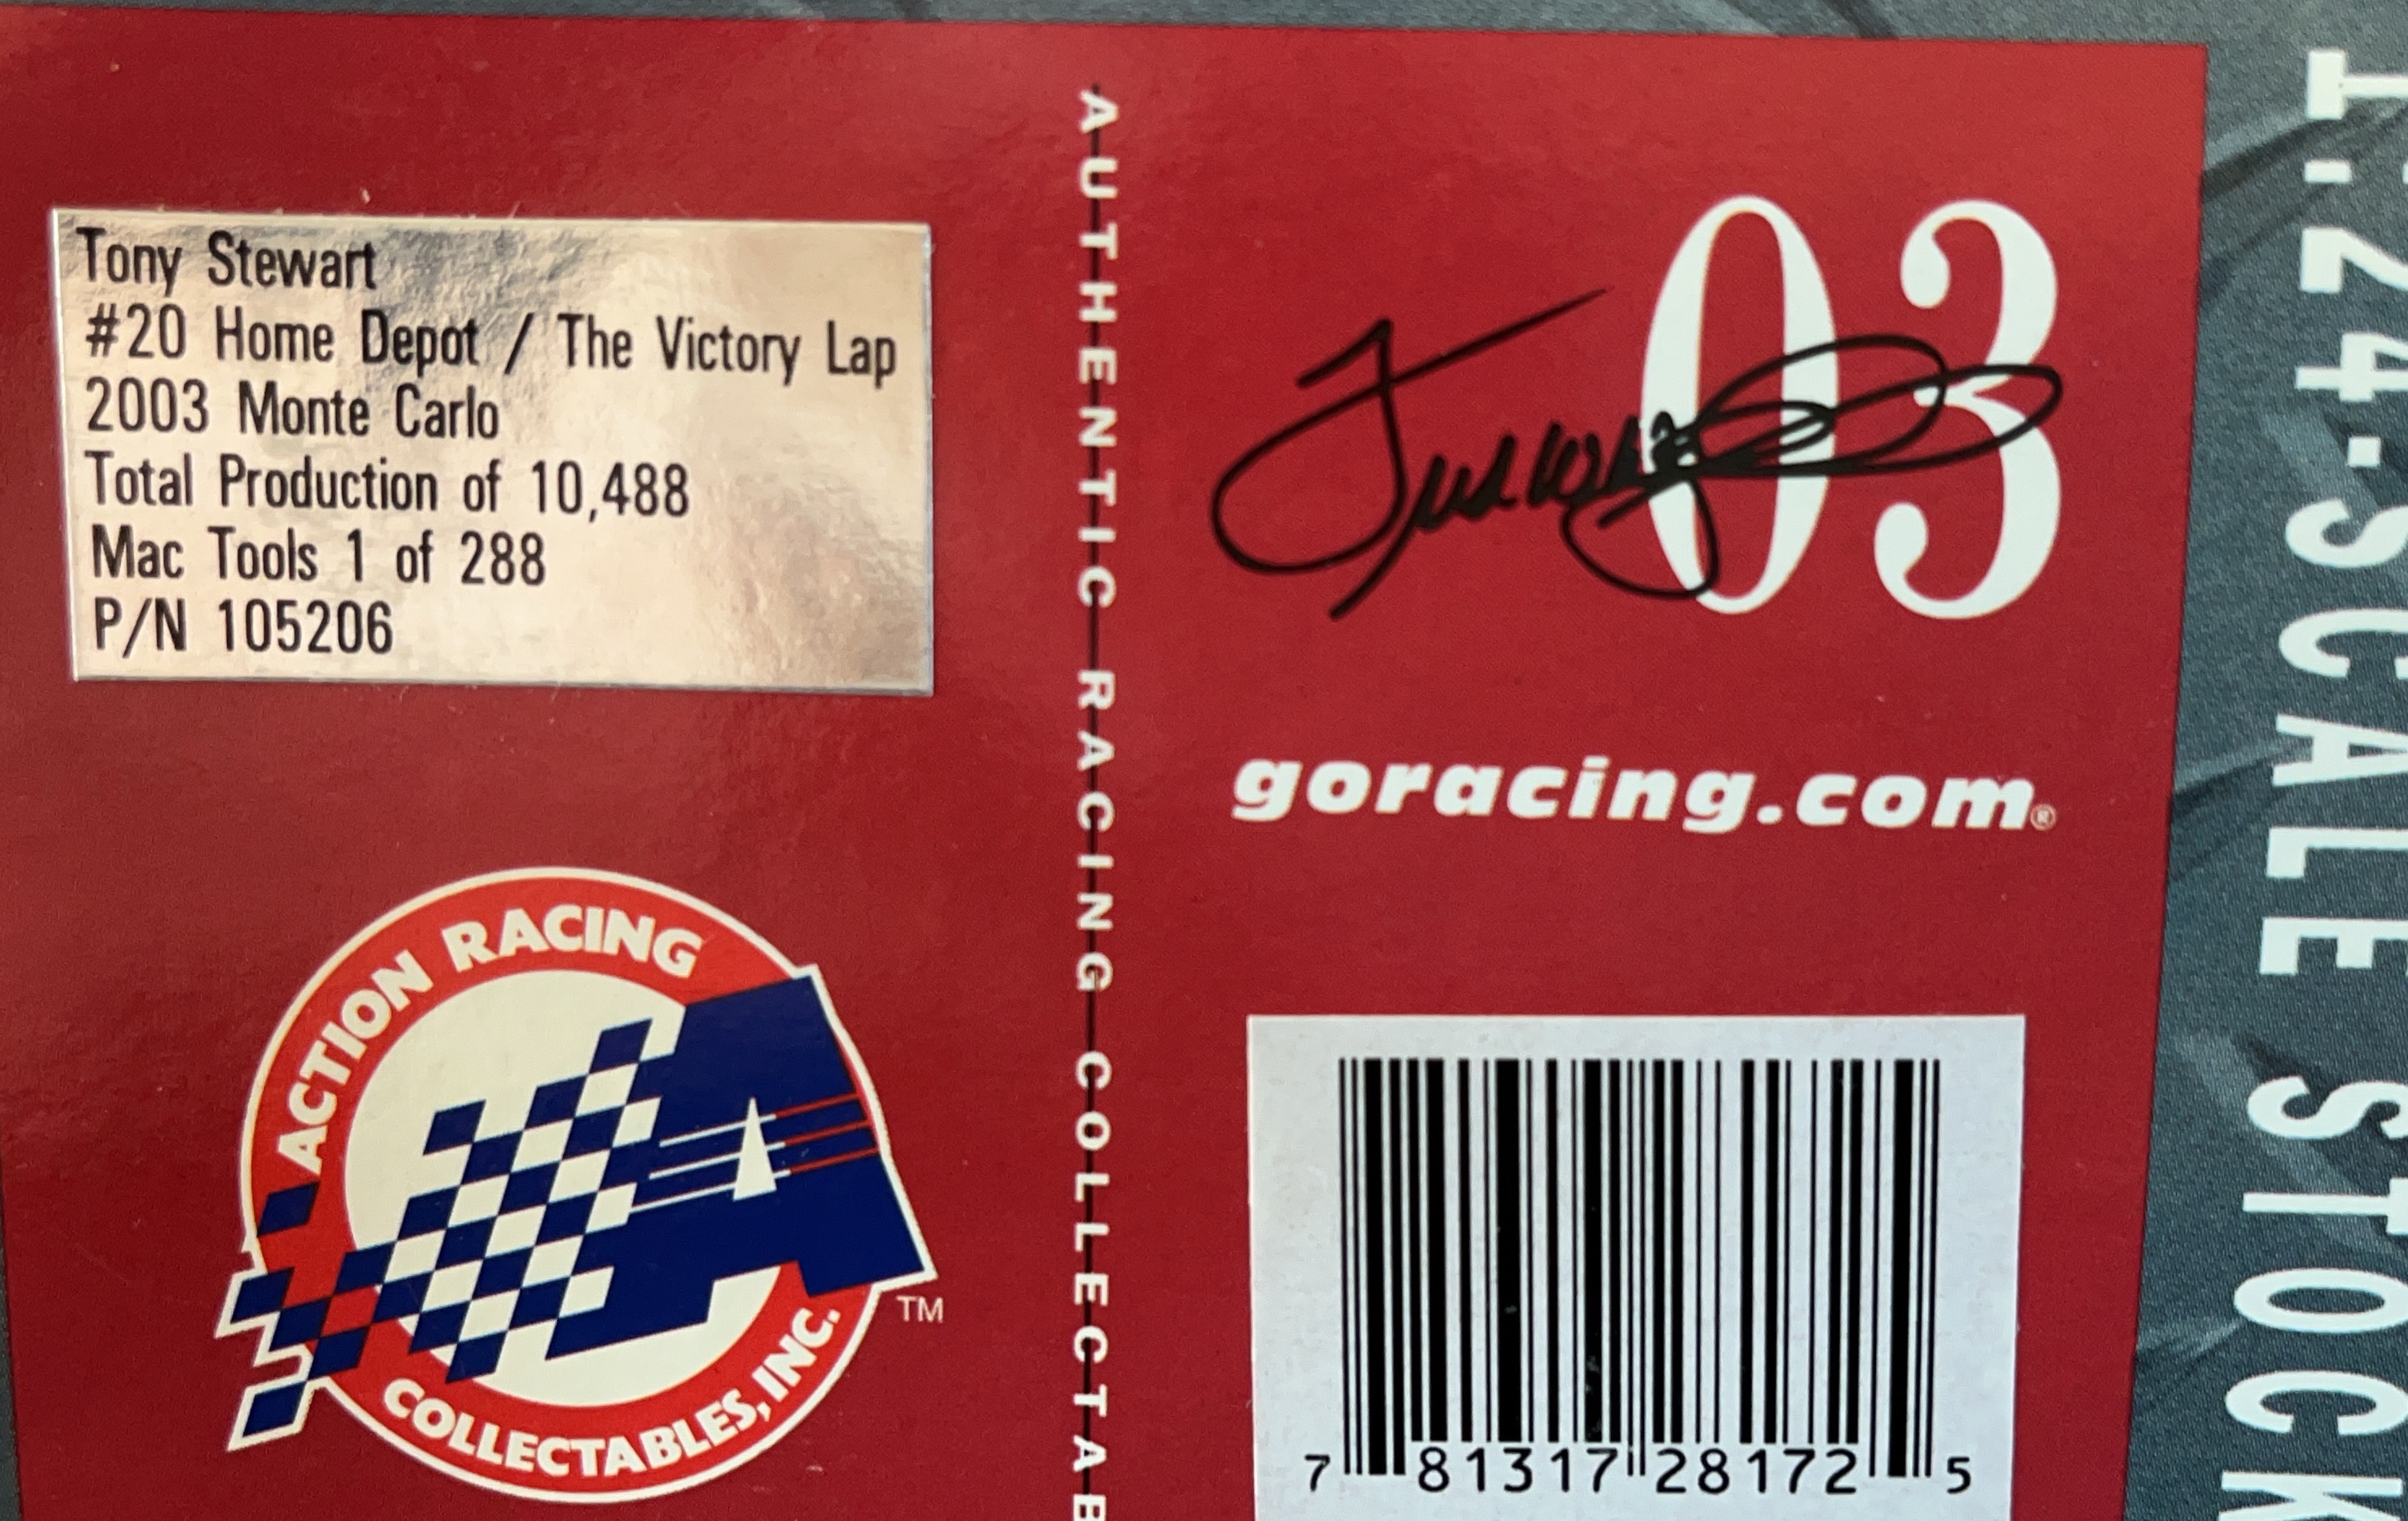 Tony Stewart
#20 Home Depot / The Victory Lap
2003 Monte Carlo
Total Production of 10,488
Mac Tools 1 of 288
P/N 105206
ACTION RACING
COLLECTABLES, INC.
TM
AUTHENTIC RACING COLLECTAB
03
goracing.com®
7 81317 28172 5
1:24-SCALE STOCK